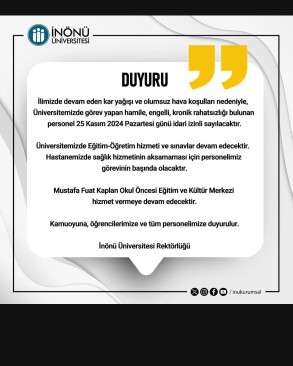 İNÖNÜ
ÜNİVERSİTESİ
DUYURU
İlimizde devam eden kar yağışı ve olumsuz hava koşulları nedeniyle,
Üniversitemizde görev yapan hamile, engelli, kronik rahatsızlığı bulunan
personel 25 Kasım 2024 Pazartesi günü idari izinli sayılacaktır.
Üniversitemizde Eğitim-Öğretim hizmeti ve sınavlar devam edecektir.
Hastanemizde sağlık hizmetinin aksamaması için personelimiz
görevinin başında olacaktır.
Mustafa Fuat Kaplan Okul Öncesi Eğitim ve Kültür Merkezi
hizmet vermeye devam edecektir.
Kamuoyuna, öğrencilerimize ve tüm personelimize duyurulur.
İnönü Üniversitesi Rektörlüğü
/inukurumsal